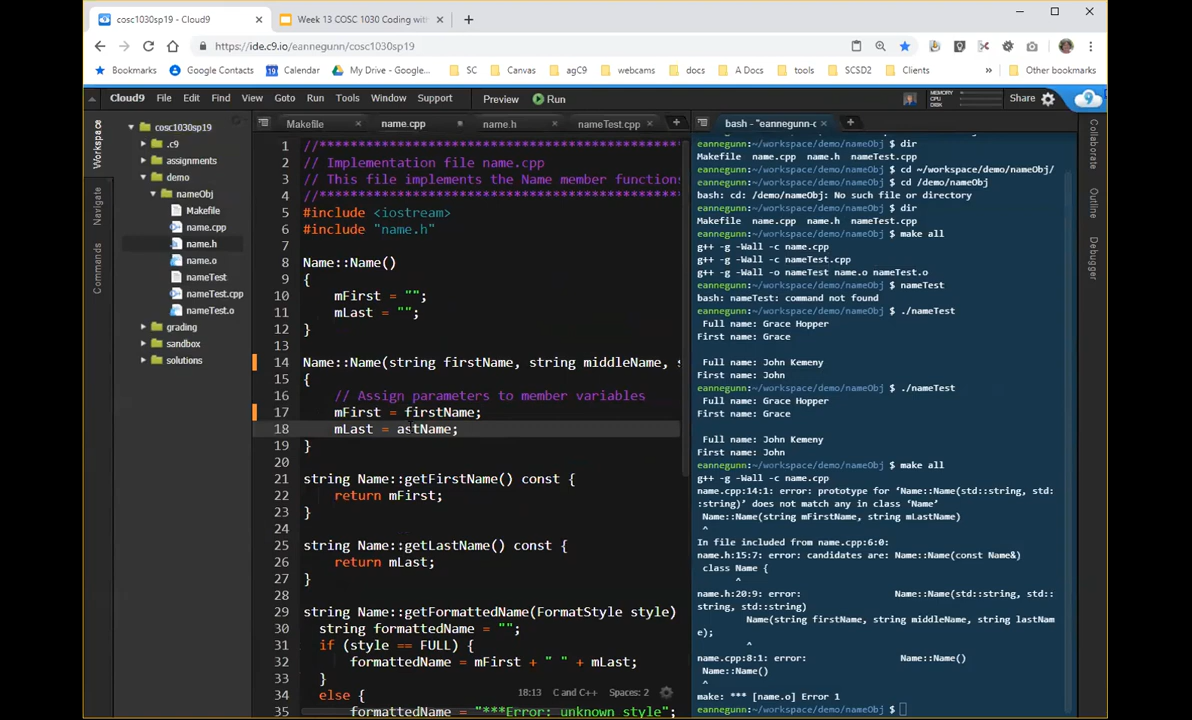 cosc1030sp19 - Cloud9
Week 13 COSC 1030 Coding with
https://ide.c9.io/eannegunn/cosc1030sp19
Bookmarks Google Contacts 19 Calendar My Drive - Google... SC Canvas agC9 webcams docs A Docs tools SCSD2 Clients » Other bookmarks
Cloud9 File Edit Find View Goto Run Tools Window Support Preview Run MEMORY CPU DISK Share
Workspace
Navigate
Commands
cosc1030sp19
.c9
assignments
demo
nameObj
Makefile
name.cpp
name.h
name.o
nameTest
nameTest.cpp
nameTest.o
grading
sandbox
solutions
Makefile name.cpp name.h nameTest.cpp
1 //************************************************
2 // Implementation file name.cpp
3 // This file implements the Name member functions
4 //************************************************
5 #include <iostream>
6 #include "name.h"
7
8 Name::Name()
9 {
10 mFirst = "";
11 mLast = "";
12 }
13
14 Name::Name(string firstName, string middleName, s
15 {
16 // Assign parameters to member variables
17 mFirst = firstName;
18 mLast = astName;
19 }
20
21 string Name::getFirstName() const {
22 return mFirst;
23 }
24
25 string Name::getLastName() const {
26 return mLast;
27 }
28
29 string Name::getFormattedName(FormatStyle style)
30 string formattedName = "";
31 if (style == FULL) {
32 formattedName = mFirst + " " + mLast;
33 }
34 else {
35 formattedName = "***Error: unknown style";
18:13 C and C++ Spaces: 2
bash - "eannegunn-c
eannegunn:~/workspace/demo/nameObj $ dir
Makefile name.cpp name.h nameTest.cpp
eannegunn:~/workspace/demo/nameObj $ cd ~/workspace/demo/nameObj/
eannegunn:~/workspace/demo/nameObj $ cd /demo/nameObj
bash: cd: /demo/nameObj: No such file or directory
eannegunn:~/workspace/demo/nameObj $ dir
Makefile name.cpp name.h nameTest.cpp
eannegunn:~/workspace/demo/nameObj $ make all
g++ -g -Wall -c name.cpp
g++ -g -Wall -c nameTest.cpp
g++ -g -Wall -o nameTest name.o nameTest.o
eannegunn:~/workspace/demo/nameObj $ nameTest
bash: nameTest: command not found
eannegunn:~/workspace/demo/nameObj $ ./nameTest
Full name: Grace Hopper
First name: Grace
Full name: John Kemeny
First name: John
eannegunn:~/workspace/demo/nameObj $ ./nameTest
Full name: Grace Hopper
First name: Grace
Full name: John Kemeny
First name: John
eannegunn:~/workspace/demo/nameObj $ make all
g++ -g -Wall -c name.cpp
name.cpp:14:1: error: prototype for ‘Name::Name(std::string, std:
:string)’ does not match any in class ‘Name’
Name::Name(string mFirstName, string mLastName)
^
In file included from name.cpp:6:0:
name.h:15:7: error: candidates are: Name::Name(const Name&)
class Name {
^
name.h:20:9: error: Name::Name(std::string, std::
string, std::string)
Name(string firstName, string middleName, string lastNam
e);
^
name.cpp:8:1: error: Name::Name()
Name::Name()
^
make: *** [name.o] Error 1
eannegunn:~/workspace/demo/nameObj $
Collaborate
Outline
Debugger